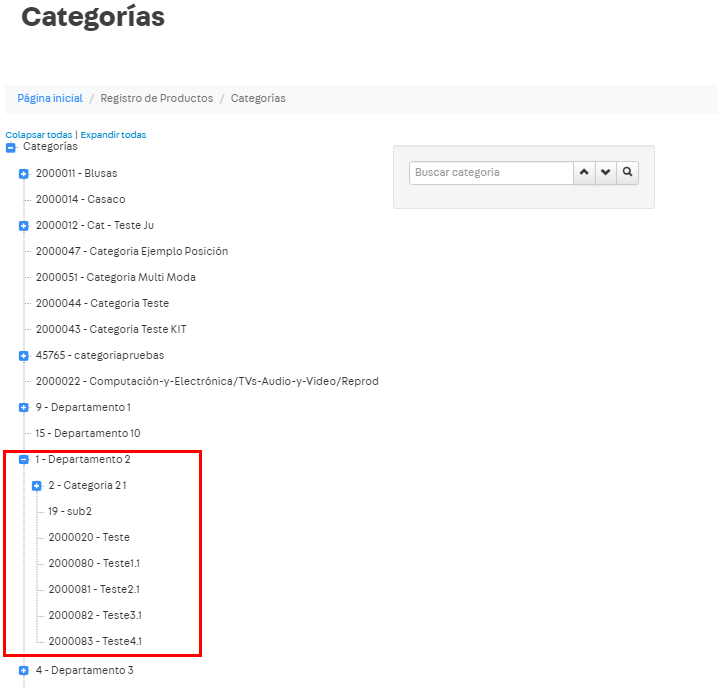 Categorías
Página inicial / Registro de Productos / Categorías
Colapsar todas | Expandir todas
Categorías
Buscar categoria
2000011 - Blusas
2000014 - Casaco
2000012 - Cat - Teste Ju
2000047 - Categoria Ejemplo Posición
2000051 - Categoria Multi Moda
2000044 - Categoria Teste
2000043 - Categoria Teste KIT
45765 - categoriapruebas
2000022 - Computación-y-Electrónica/TVs-Audio-y-Video/Reprod
9 - Departamento 1
15 - Departamento 10
1 - Departamento 2
2 - Categoria 2 1
19 - sub2
2000020 - Teste
2000080 - Teste1.1
2000081 - Teste2.1
2000082 - Teste3.1
2000083 - Teste4.1
4 - Departamento 3